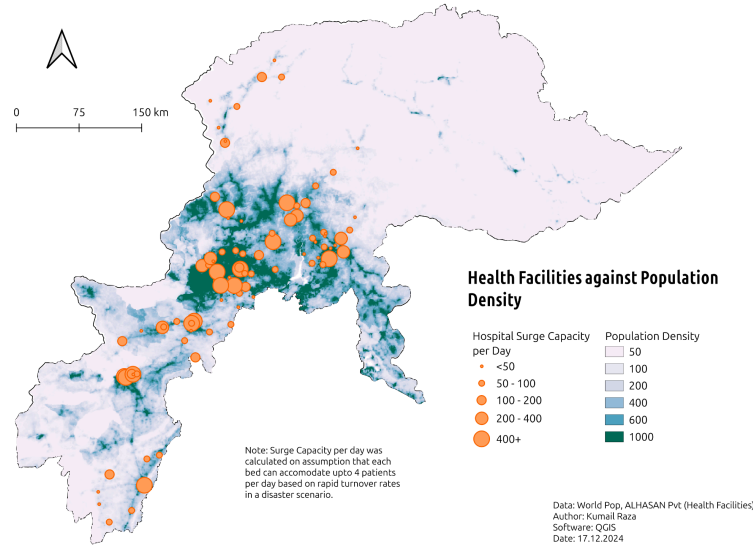 0 75 150 km
Health Facilities against Population
Density
Hospital Surge Capacity
per Day
<50
50 - 100
100 - 200
200 - 400
400+
Population Density
50
100
200
400
600
1000
Note: Surge Capacity per day was
calculated on assumption that each
bed can accomodate upto 4 patients
per day based on rapid turnover rates
in a disaster scenario.
Data: World Pop, ALHASAN Pvt (Health Facilities)
Author: Kumail Raza
Software: QGIS
Date: 17.12.2024